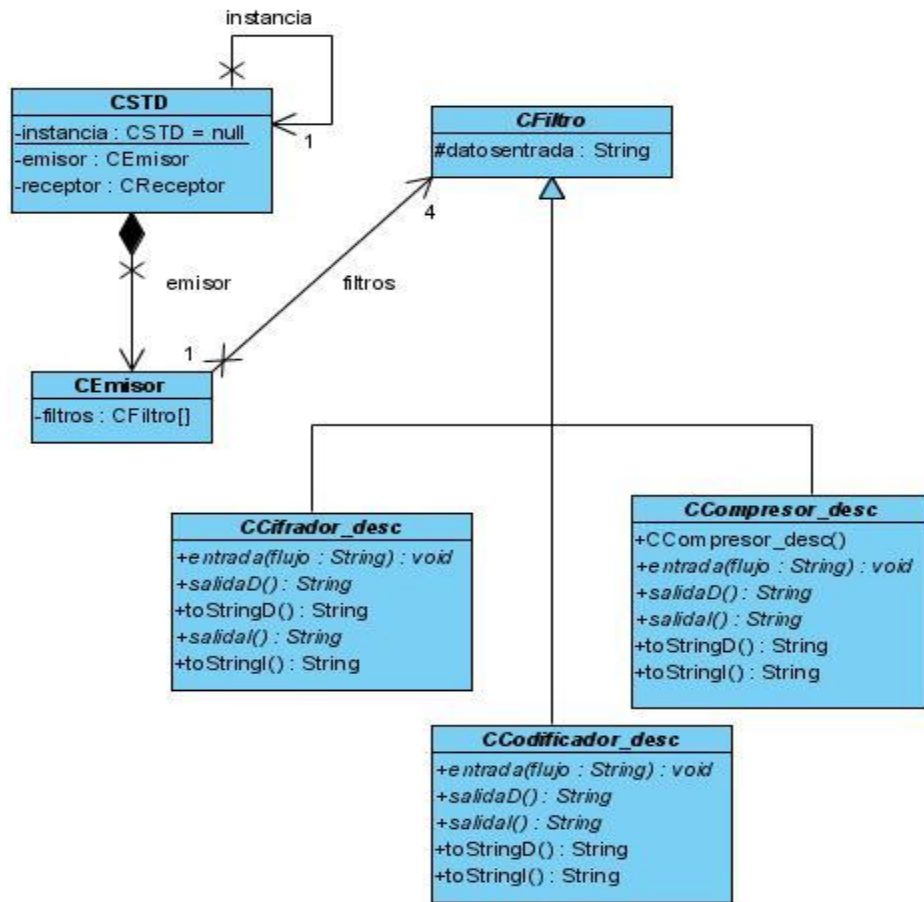 instancia
CSTD
-instancia : CSTD = null
-emisor : CEmisor
-receptor : CReceptor
1
CFiltro
#datosentrada : String
4
emisor
filtros
1
CEmisor
-filtros : CFiltro[]
CCifrador_desc
+entrada(flujo : String) : void
+salidaD() : String
+toStringD() : String
+salidaI() : String
+toStringI() : String
CCompresor_desc
+CCompresor_desc()
+entrada(flujo : String) : void
+salidaD() : String
+salidaI() : String
+toStringD() : String
+toStringI() : String
CCodificador_desc
+entrada(flujo : String) : void
+salidaD() : String
+salidaI() : String
+toStringD() : String
+toStringI() : String